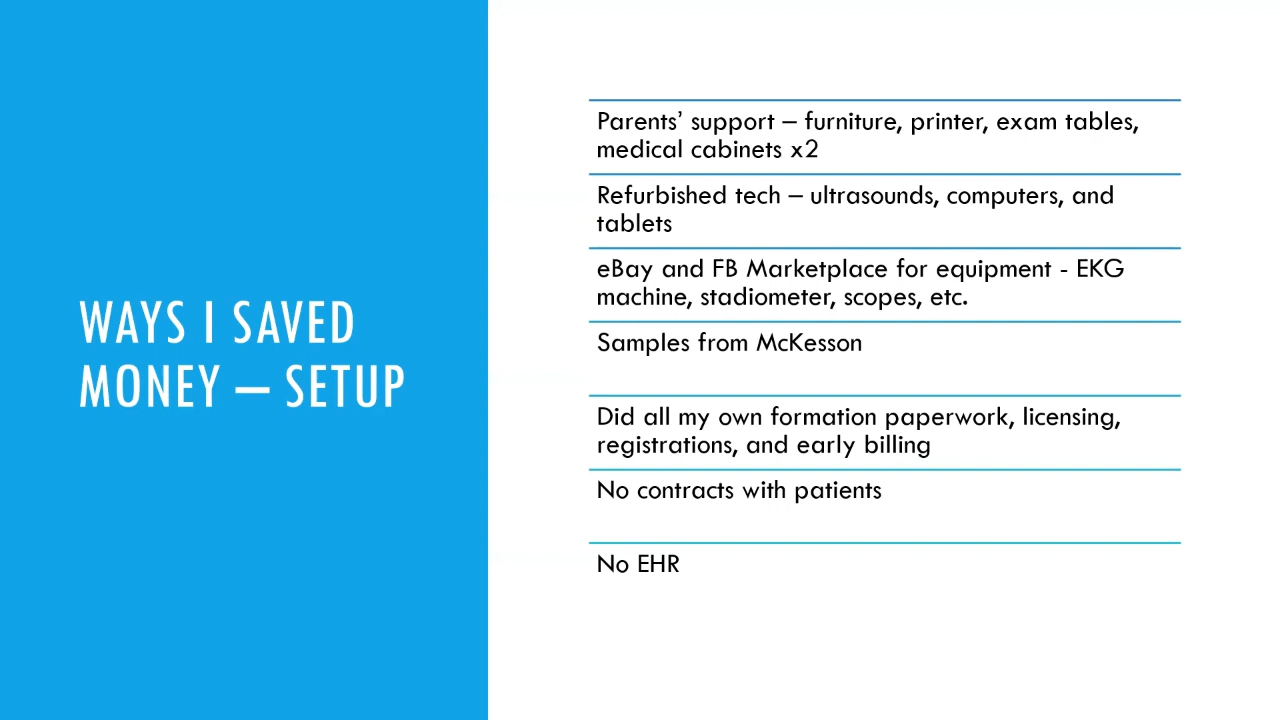 WAYS I SAVED
MONEY – SETUP
Parents’ support – furniture, printer, exam tables,
medical cabinets x2
Refurbished tech – ultrasounds, computers, and
tablets
eBay and FB Marketplace for equipment - EKG
machine, stadiometer, scopes, etc.
Samples from McKesson
Did all my own formation paperwork, licensing,
registrations, and early billing
No contracts with patients
No EHR